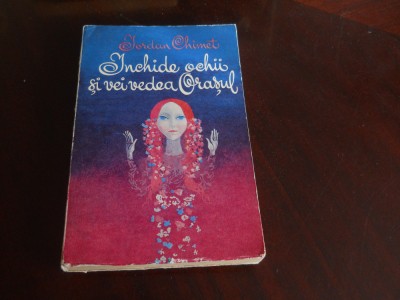 Iordan Chimet
Închide ochii
și vei vedea Orașul